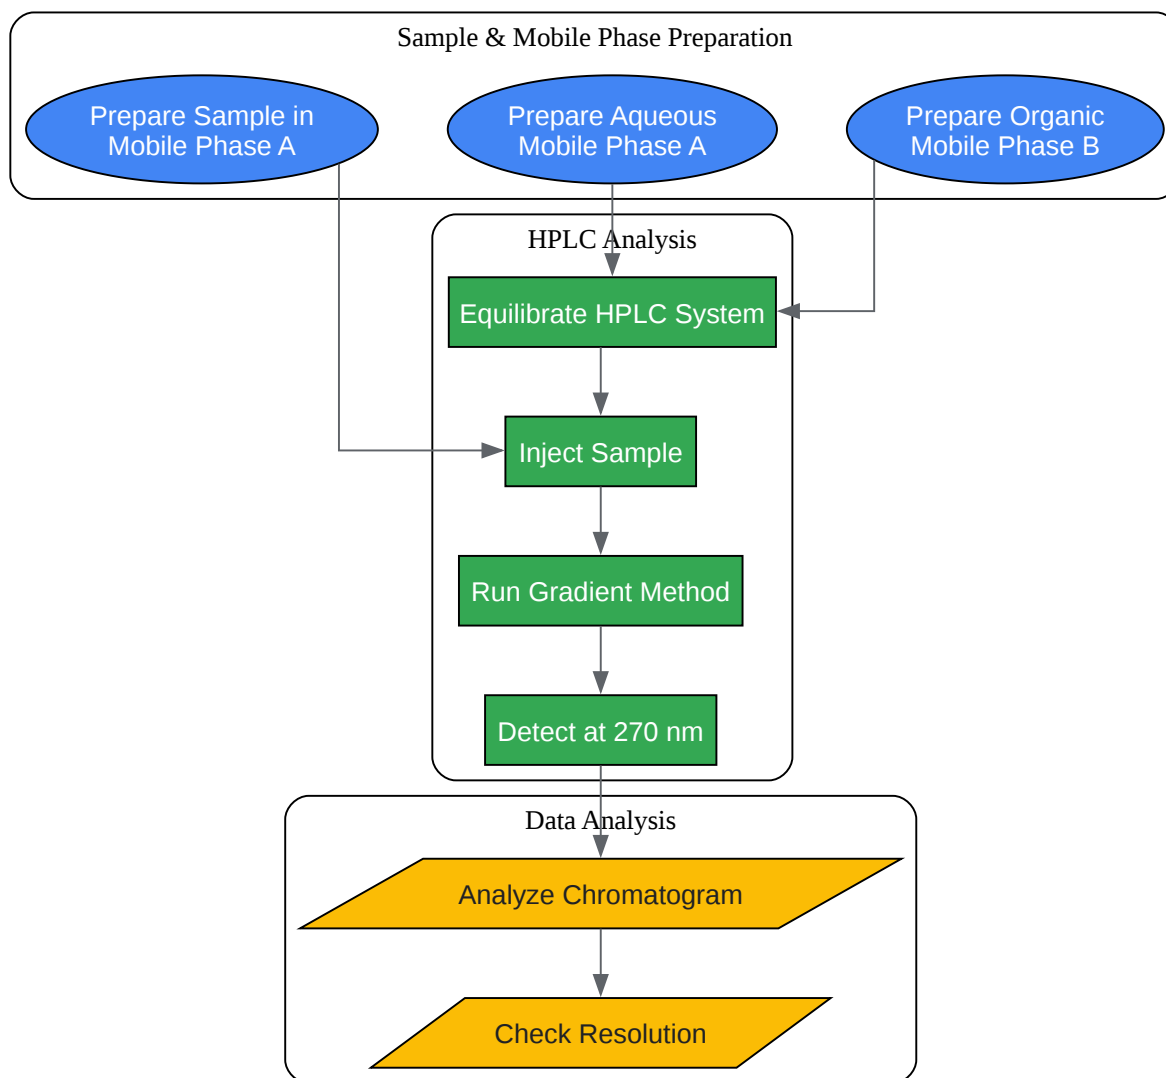 Sample & Mobile Phase Preparation
Prepare Sample in
Mobile Phase A
Prepare Aqueous
Mobile Phase A
Prepare Organic
Mobile Phase B
HPLC Analysis
Equilibrate HPLC System
Inject Sample
Run Gradient Method
Detect at 270 nm
Data Analysis
Analyze Chromatogram
Check Resolution